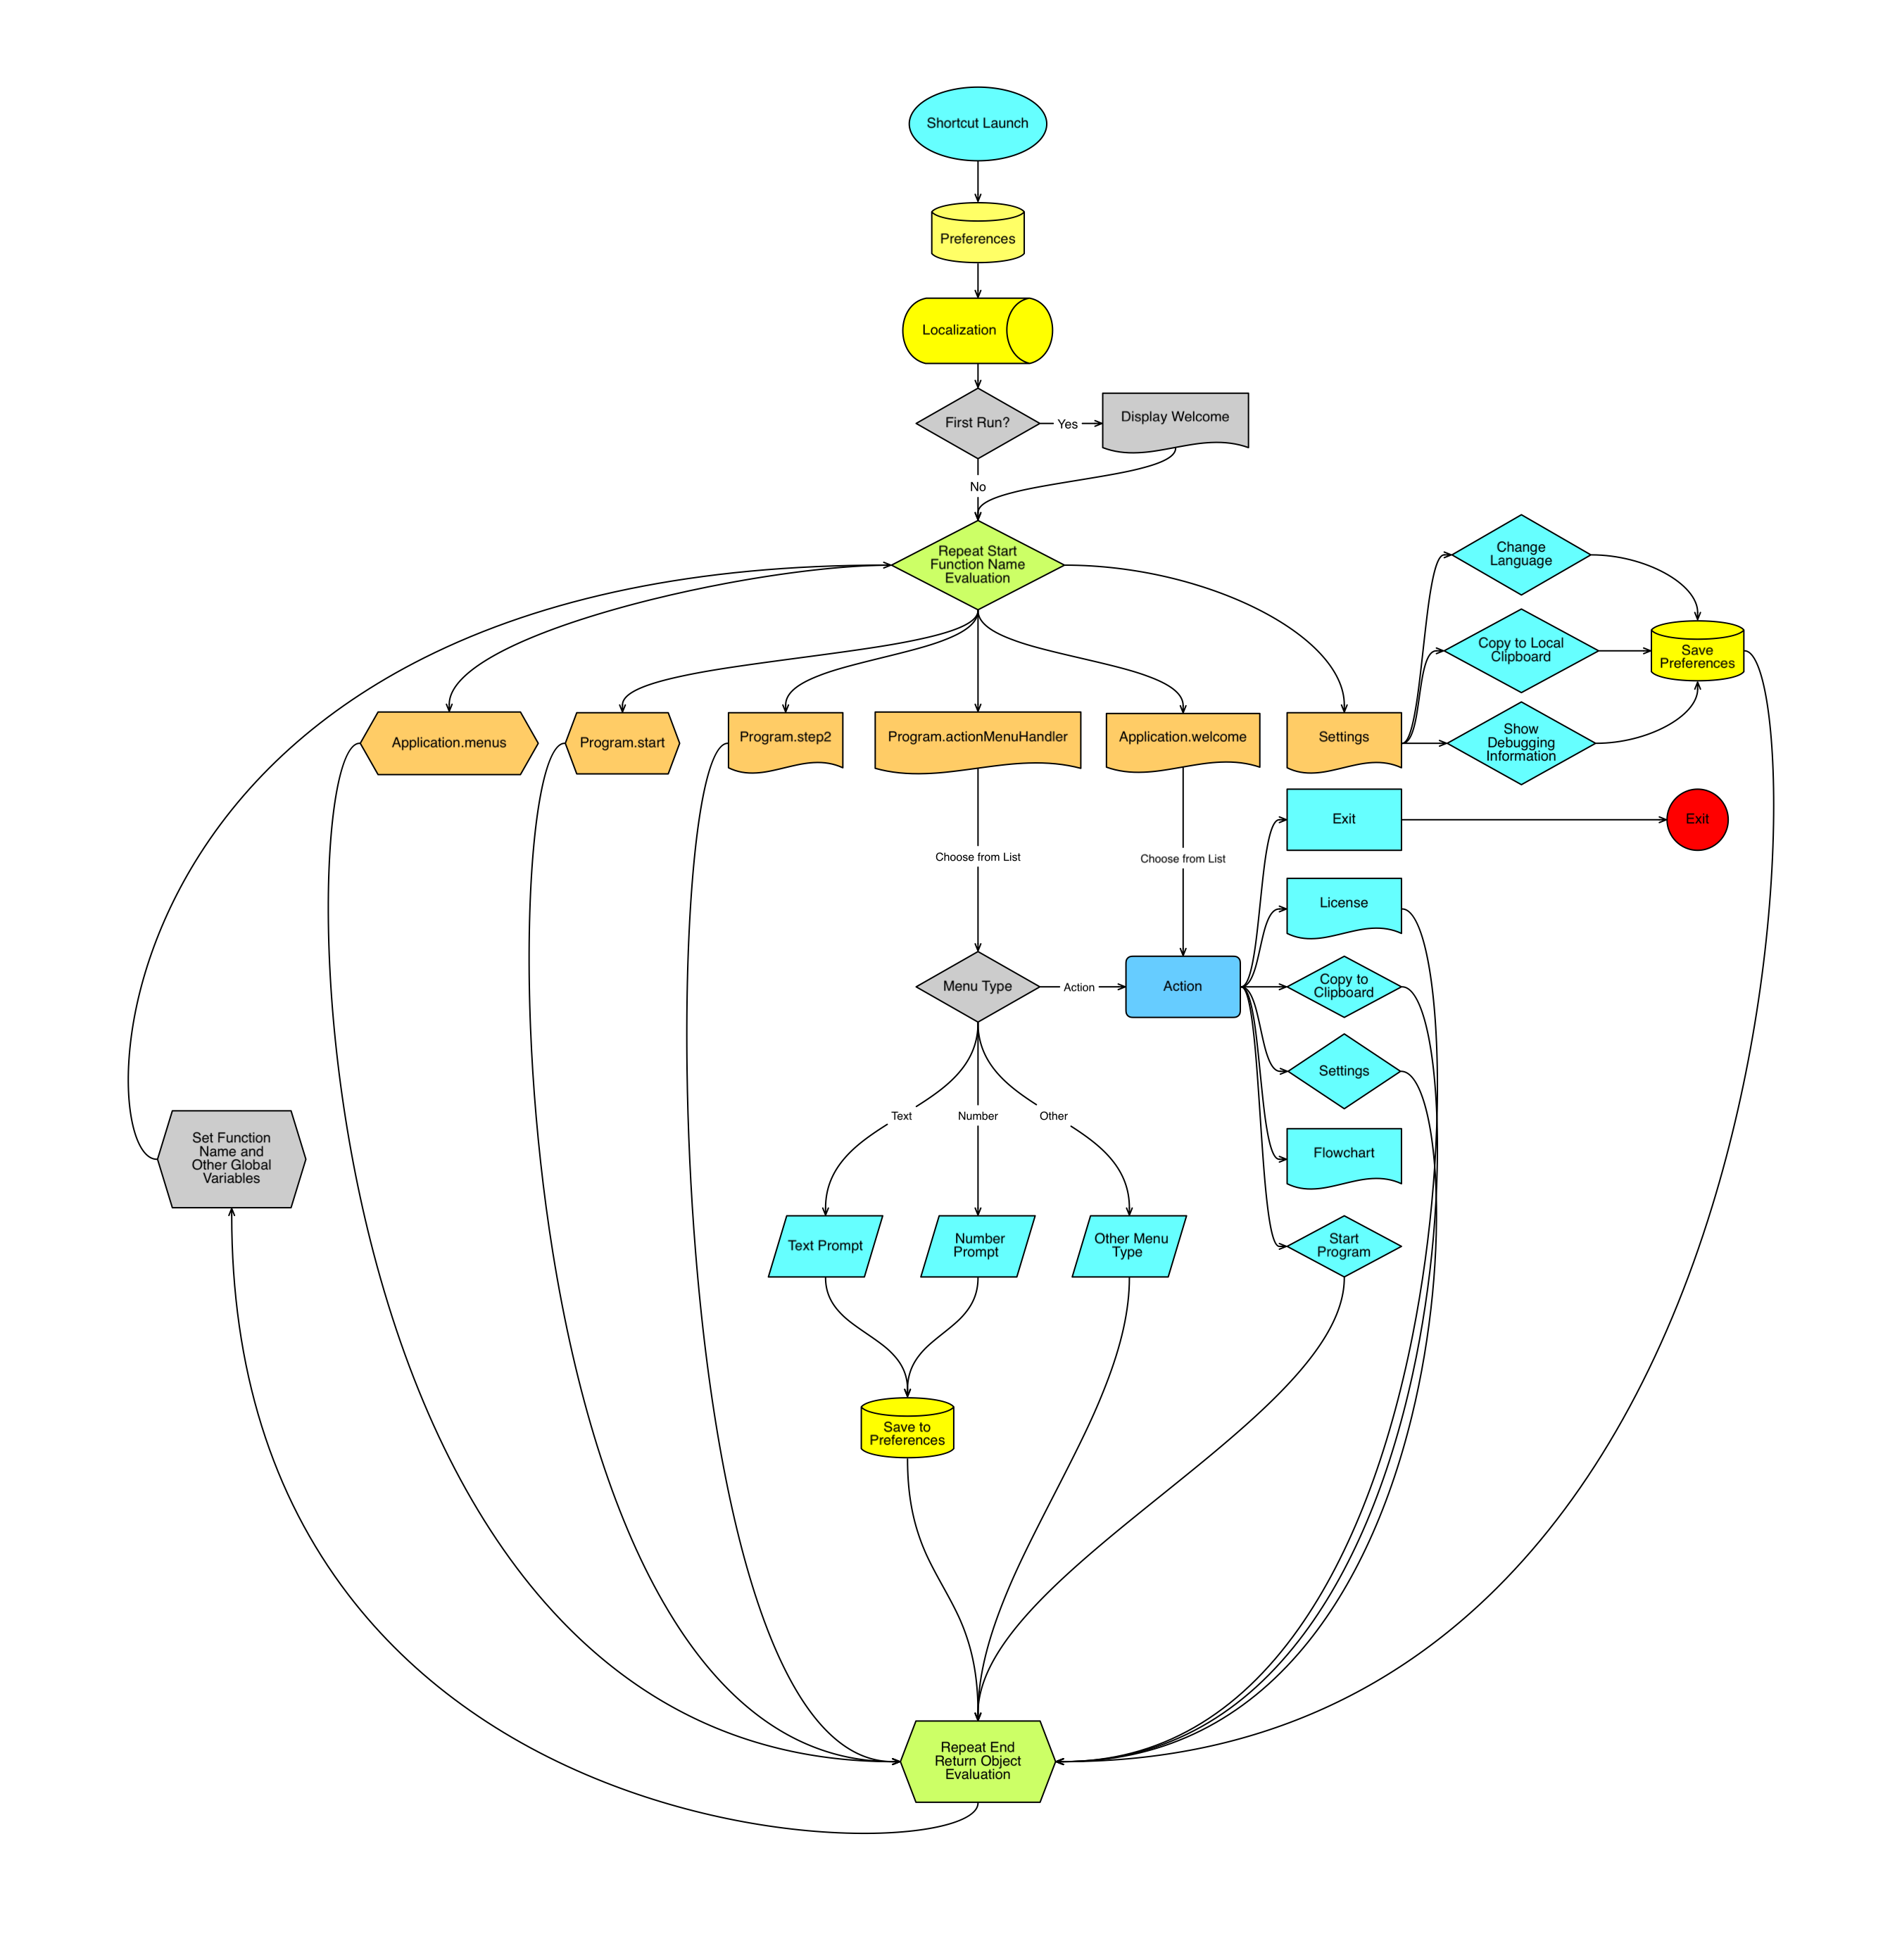 Shortcut Launch
Preferences
Localization
First Run?
Yes
Display Welcome
No
Repeat Start
Function Name
Evaluation
Change
Language
Copy to Local
Clipboard
Save
Preferences
Show
Debugging
Information
Application.menus
Program.start
Program.step2
Program.actionMenuHandler
Application.welcome
Settings
Exit
Exit
Choose from List
Choose from List
License
Menu Type
Action
Action
Copy to
Clipboard
Settings
Text
Number
Other
Set Function
Name and
Other Global
Variables
Flowchart
Text Prompt
Number
Prompt
Other Menu
Type
Start
Program
Save to
Preferences
Repeat End
Return Object
Evaluation